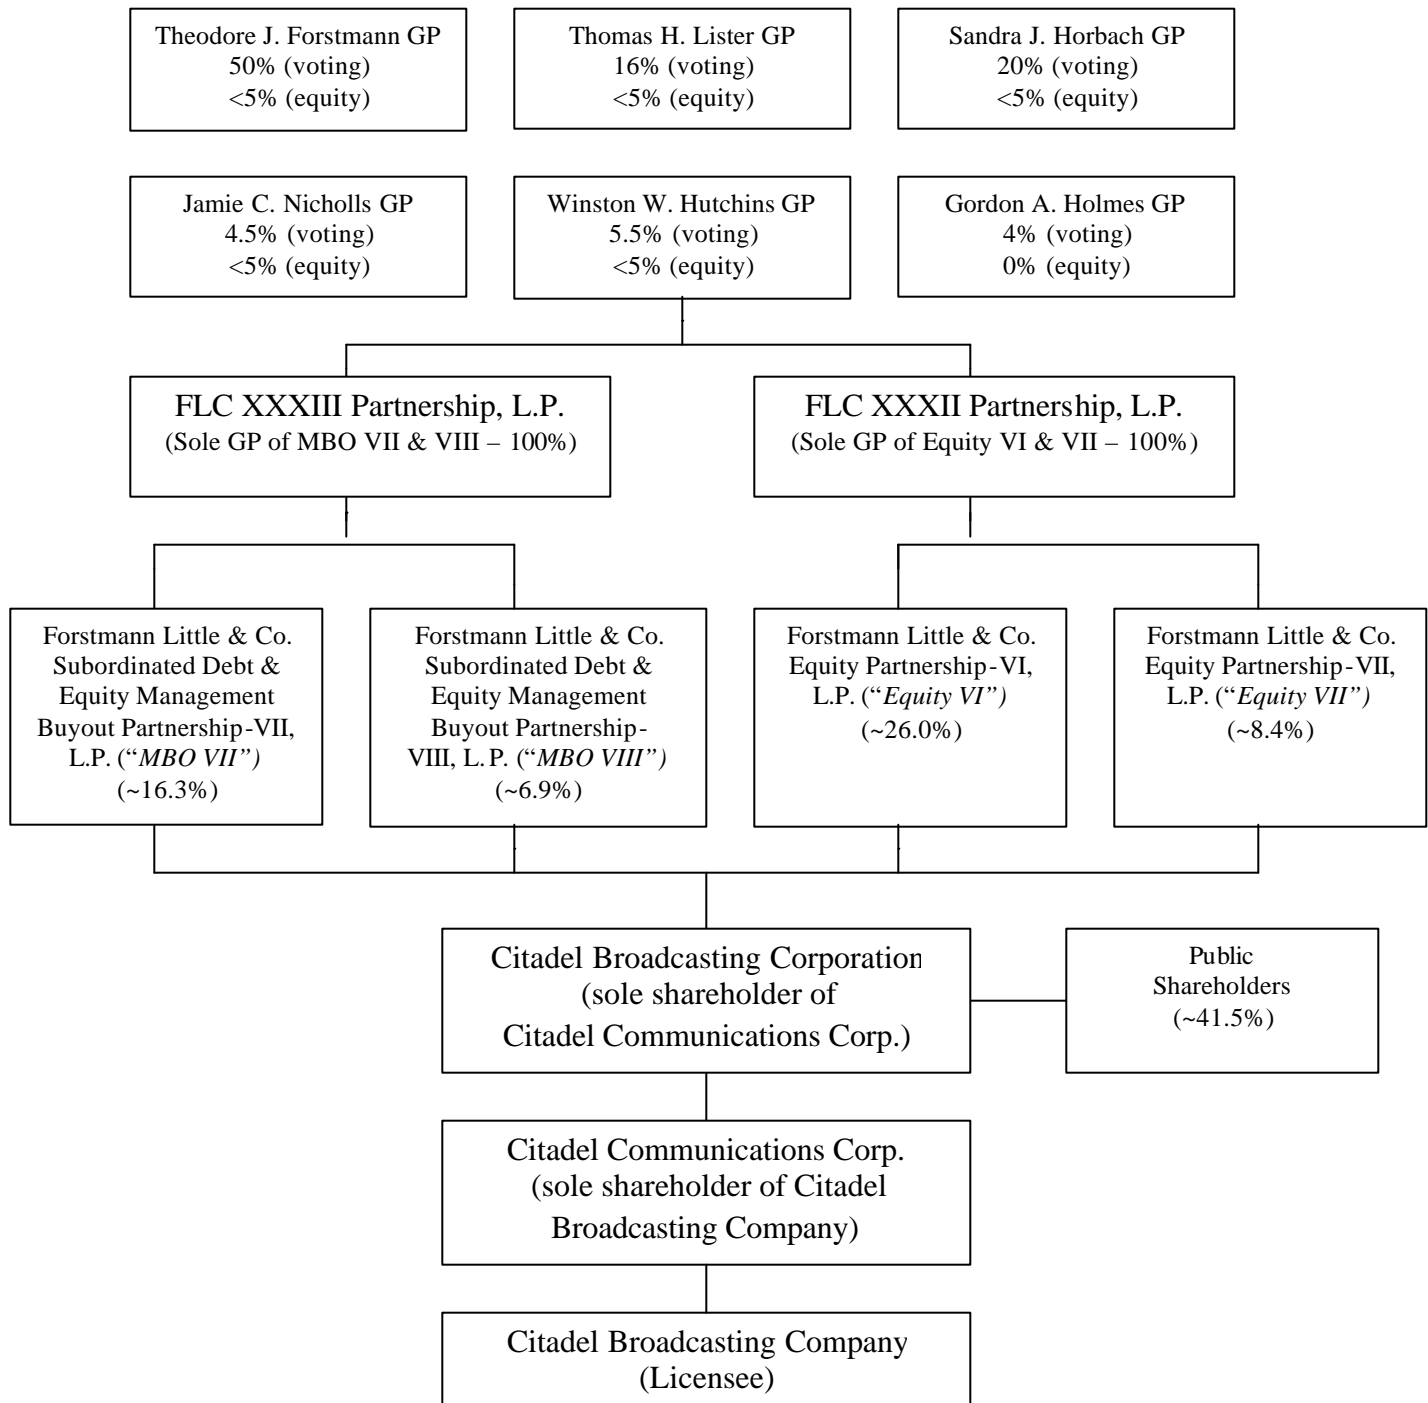 Theodore J. Forstmann GP
50% (voting)
<5% (equity)
Thomas H. Lister GP
16% (voting)
<5% (equity)
Sandra J. Horbach GP
20% (voting)
<5% (equity)
Jamie C. Nicholls GP
4.5% (voting)
<5% (equity)
Winston W. Hutchins GP
5.5% (voting)
<5% (equity)
Gordon A. Holmes GP
4% (voting)
0% (equity)
FLC XXXIII Partnership, L.P.
(Sole GP of MBO VII & VIII – 100%)
FLC XXXII Partnership, L.P.
(Sole GP of Equity VI & VII – 100%)
Forstmann Little & Co.
Subordinated Debt &
Equity Management
Buyout Partnership-VII,
L.P. (“MBO VII”)
(~16.3%)
Forstmann Little & Co.
Subordinated Debt &
Equity Management
Buyout Partnership-
VIII, L.P. (“MBO VIII”)
(~6.9%)
Forstmann Little & Co.
Equity Partnership-VI,
L.P. (“Equity VI”)
(~26.0%)
Forstmann Little & Co.
Equity Partnership-VII,
L.P. (“Equity VII”)
(~8.4%)
Citadel Broadcasting Corporation
(sole shareholder of
Citadel Communications Corp.)
Public
Shareholders
(~41.5%)
Citadel Communications Corp.
(sole shareholder of Citadel
Broadcasting Company)
Citadel Broadcasting Company
(Licensee)